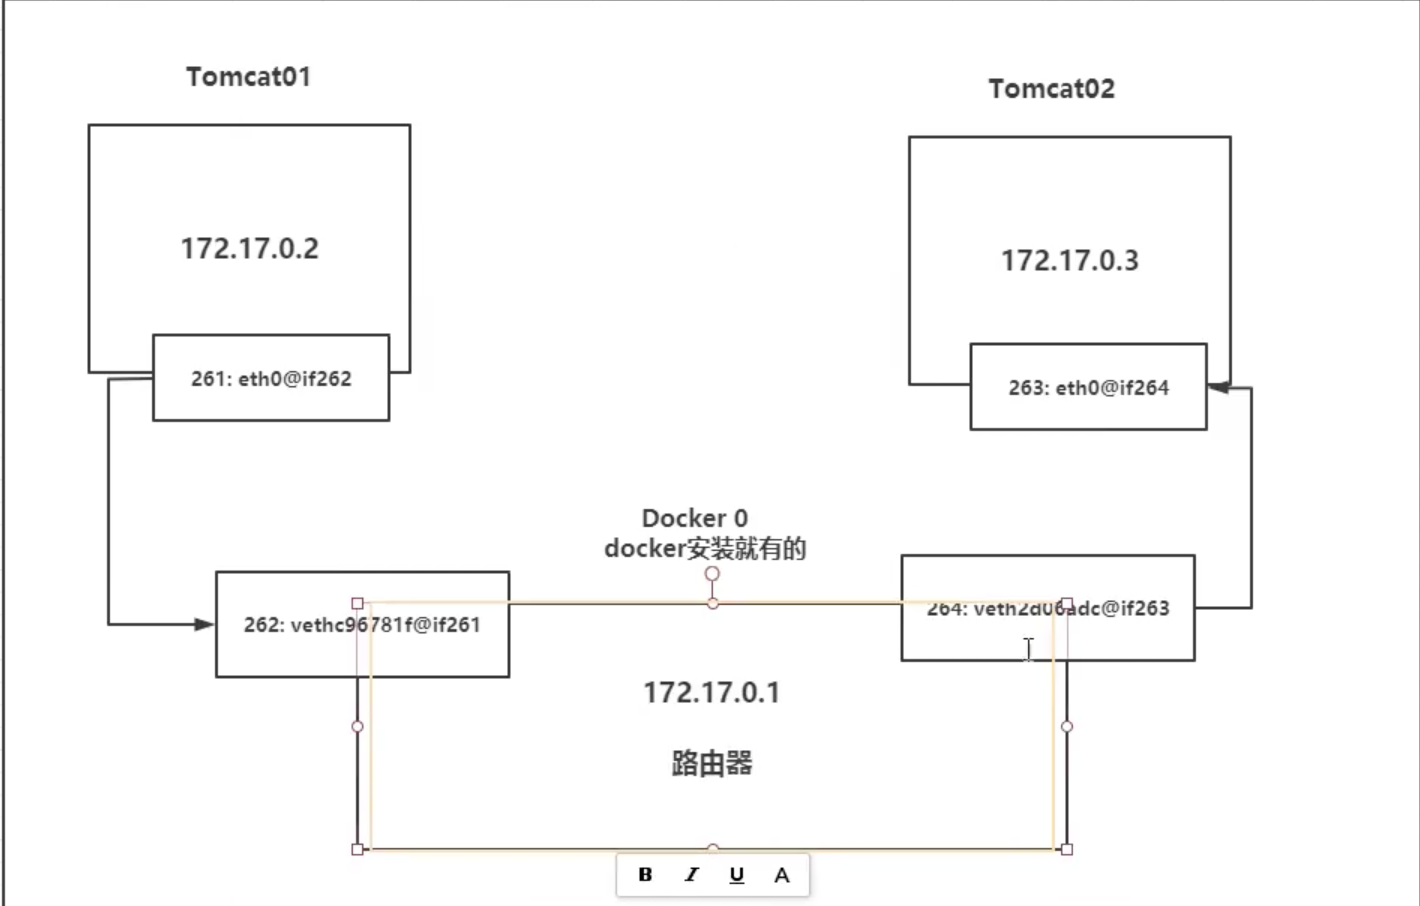 Tomcat01
Tomcat02
172.17.0.2
172.17.0.3
261: eth0@if262
263: eth0@if264
Docker 0
docker安装就有的
262: vethc96781f@if261
264: veth2d06adc@if263
172.17.0.1
路由器
B I U A